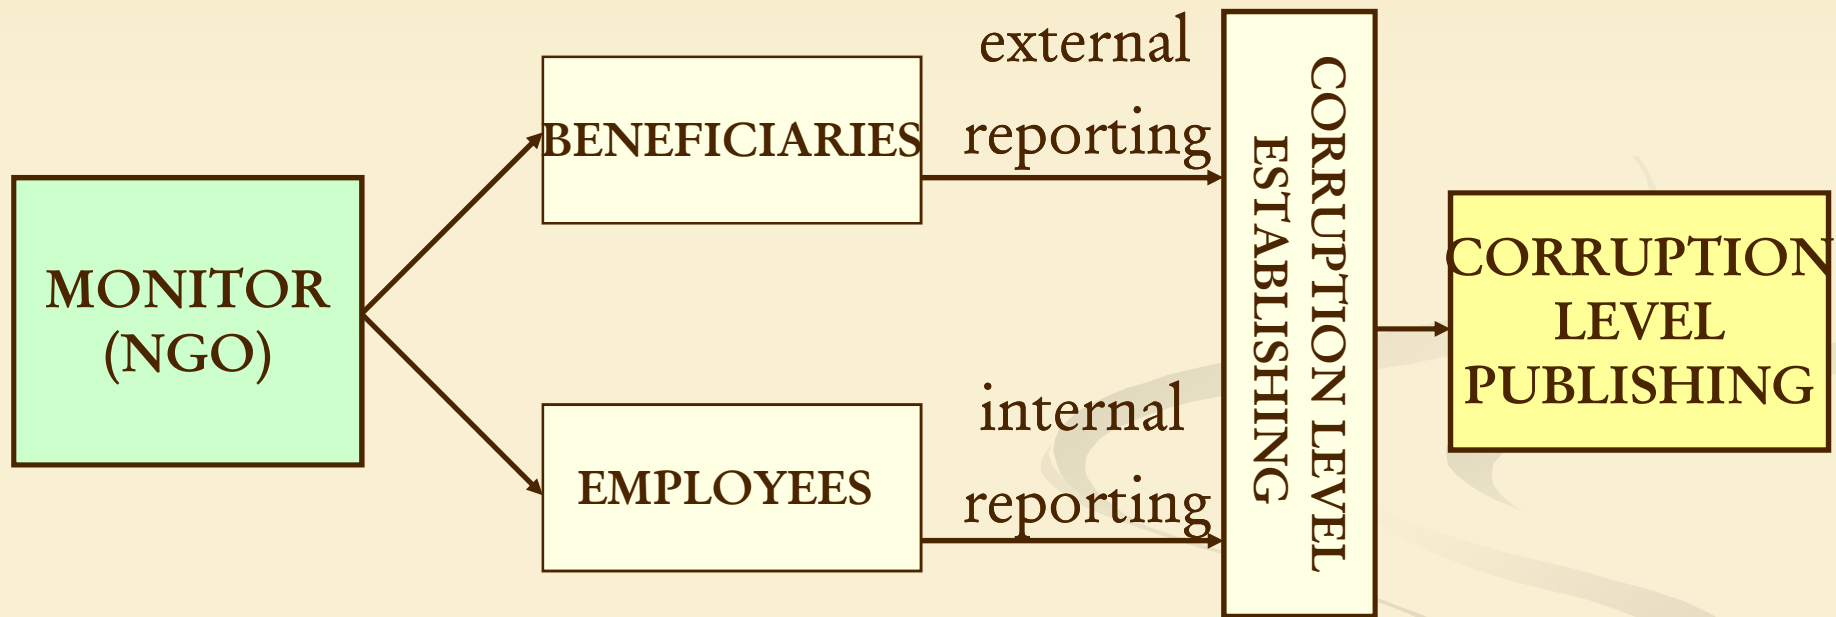 MONITOR
(NGO)
BENEFICIARIES
external
reporting
EMPLOYEES
internal
reporting
CORRUPTION LEVEL
ESTABLISHING
CORRUPTION
LEVEL
PUBLISHING